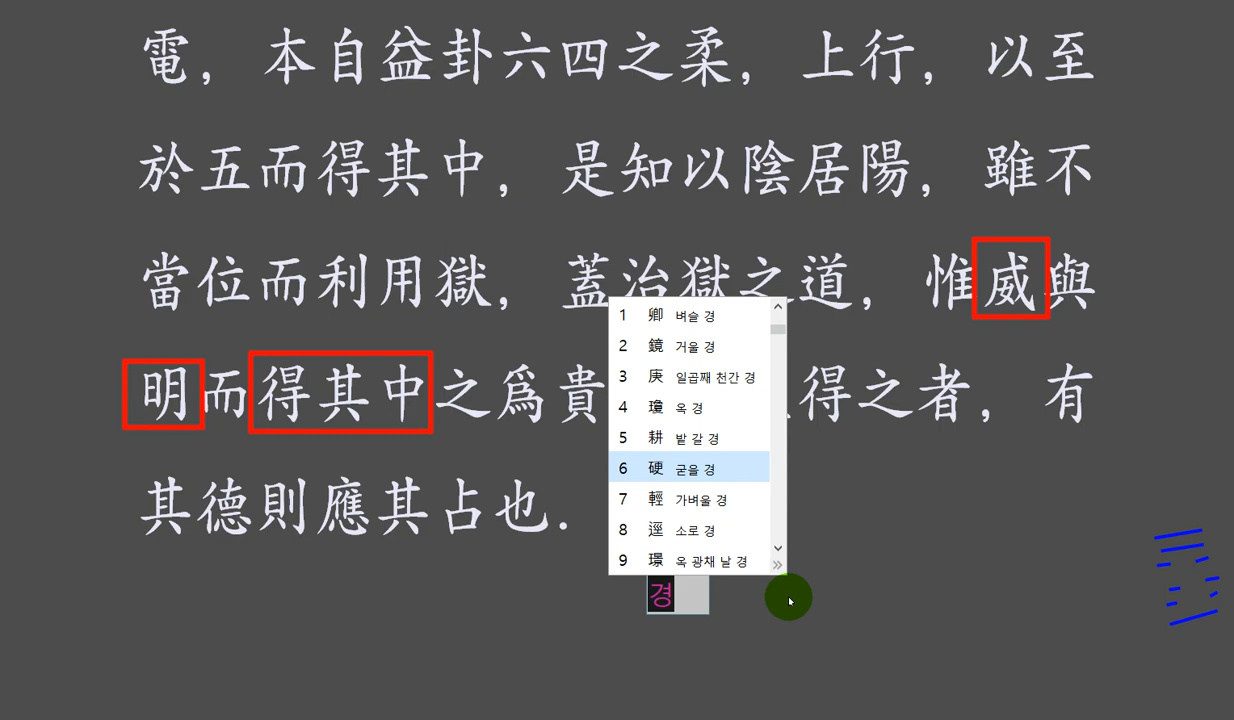 電, 本自益卦六四之柔, 上行, 以至
於五而得其中, 是知以陰居陽, 雖不
當位而利用獄, 蓋治獄之道, 惟威與
明而得其中之爲貴 得之者, 有
其德則應其占也.
1 卿 벼슬 경
2 鏡 거울 경
3 庚 일곱째 천간 경
4 瓊 옥 경
5 耕 밭 갈 경
6 硬 굳을 경
7 輕 가벼울 경
8 逕 소로 경
9 璟 옥 광채 날 경
경